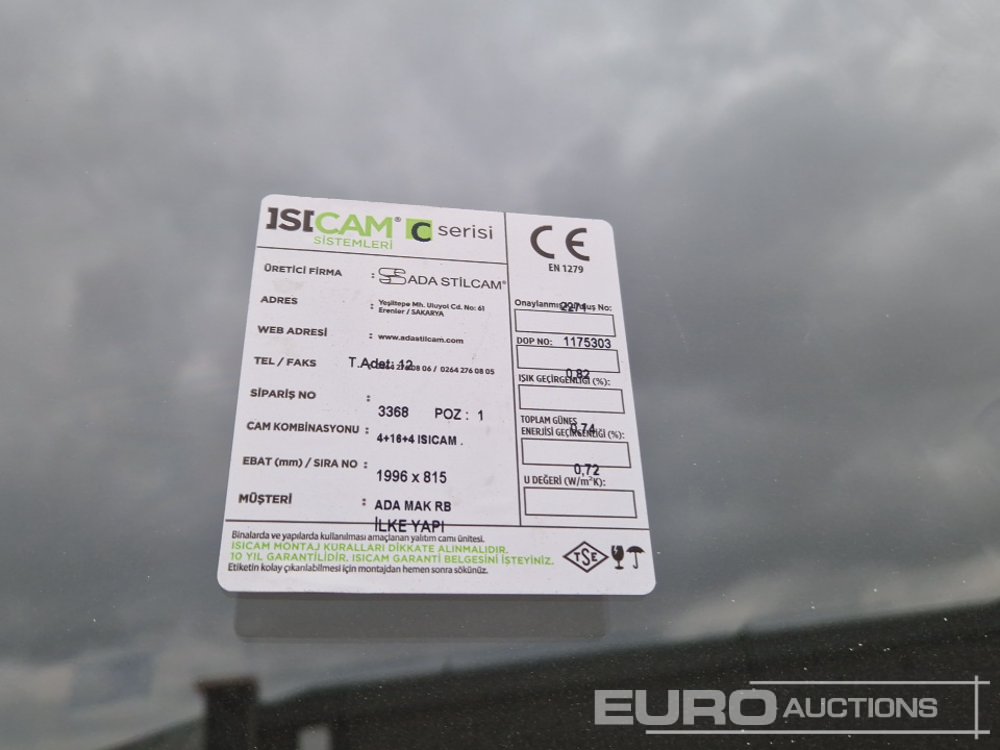 ISICAM® C serisi
SİSTEMLERİ
ÜRETİCİ FİRMA : ADA STİLCAM®
ADRES : Yeşiltepe Mh. Uluyol Cd. No: 61
Erenler / SAKARYA
WEB ADRESİ : www.adastilcam.com
TEL / FAKS : T.Adet: 12 08 06 / 0264 276 08 05
SİPARİŞ NO : 3368 POZ : 1
CAM KOMBİNASYONU : 4+16+4 ISICAM .
EBAT (mm) / SIRA NO : 1996 x 815
MÜŞTERİ : ADA MAK RB
İLKE YAPI
CE
EN 1279
Onaylanmış No:
2271
DOP NO: 1175303
0,82
IŞIK GEÇİRGENLİĞİ (%):
TOPLAM GÜNEŞ
0,74
ENERJİSİ GEÇİRGENLİĞİ (%):
0,72
U DEĞERİ (W/m²K):
Binalarda ve yapılarda kullanılması amaçlanan yalıtım camı ünitesi.
ISICAM MONTAJ KURALLARI DİKKATE ALINMALIDIR.
10 YIL GARANTİLİDİR. ISICAM GARANTİ BELGESİNİ İSTEYİNİZ.
Etiketin kolay çıkarılabilmesi için montajdan hemen sonra sökünüz.
TSE
EURO AUCTIONS